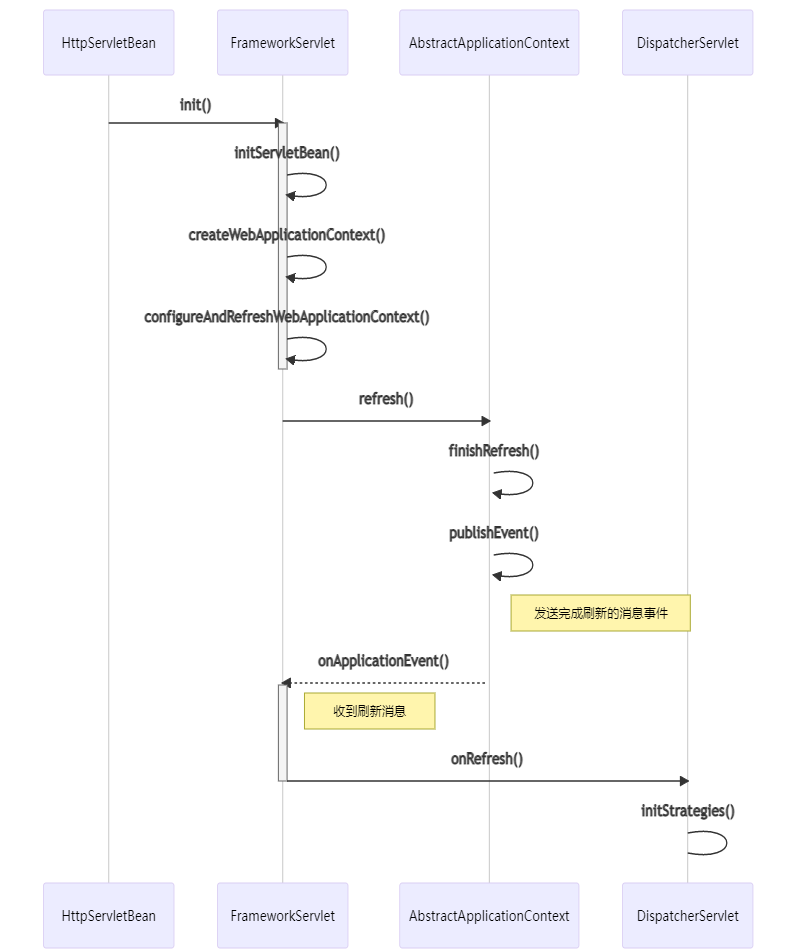 HttpServletBean
FrameworkServlet
AbstractApplicationContext
DispatcherServlet
init()
initServletBean()
createWebApplicationContext()
configureAndRefreshWebApplicationContext()
refresh()
finishRefresh()
publishEvent()
发送完成刷新的消息事件
onApplicationEvent()
收到刷新消息
onRefresh()
initStrategies()
HttpServletBean
FrameworkServlet
AbstractApplicationContext
DispatcherServlet